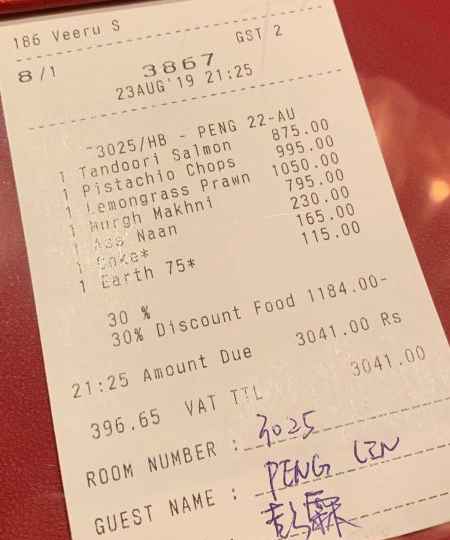 186 Veeru S
8/1 3867 GST 2
23AUG'19 21:25
~3025/HB - PENG 22-AU
1 Tandoori Salmon 875.00
1 Pistachio Chops 995.00
1 Lemongrass Prawn 1050.00
1 Murgh Makhni 795.00
1 Naan 230.00
1 165.00
1 Earth 75* 115.00
30 %
30% Discount Food 1184.00-
21:25 Amount Due 3041.00 Rs
396.65 VAT TTL 3041.00
ROOM NUMBER : 3025
GUEST NAME : PENG LIN
彭霖